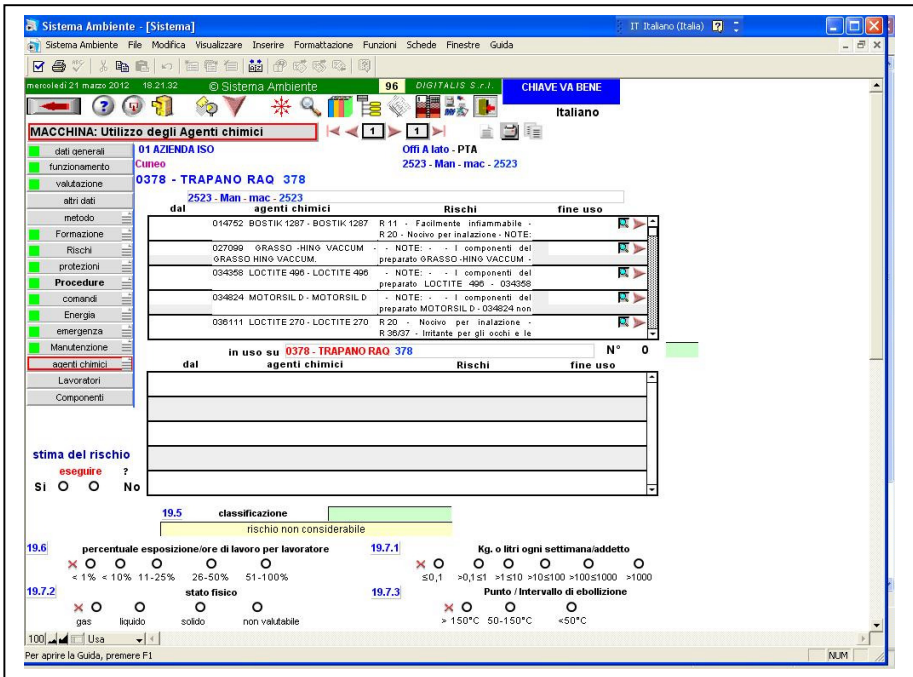 Sistema Ambiente - [Sistema]
IT Italiano (Italia)
Sistema Ambiente File Modifica Visualizzare Inserire Formattazione Funzioni Schede Finestre Guida
mercoledì 21 marzo 2012 18.21.32 © Sistema Ambiente 96 DIGITALIS S.r.l. CHIAVE VA BENE
Italiano
MACCHINA: Utilizzo degli Agenti chimici 1 1
dati generali
funzionamento
valutazione
altri dati
metodo
Formazione
Rischi
protezioni
Procedure
comandi
Energia
emergenza
Manutenzione
agenti chimici
Lavoratori
Componenti
01 AZIENDA ISO Offi A lato - PTA
Cuneo 2523 - Man - mac - 2523
0378 - TRAPANO RAQ 378
2523 - Man - mac - 2523
dal agenti chimici Rischi fine uso
014752 BOSTIK 1287 - BOSTIK 1287 R 11 - Facilmente infiammabile -
R 20 - Nocivo per inalazione - NOTE:
027099 GRASSO -HING VACCUM - - NOTE: - - I componenti del
GRASSO HING VACCUM. preparato GRASSO -HING VACCUM -
034358 LOCTITE 496 - LOCTITE 496 - NOTE: - - I componenti del
preparato LOCTITE 496 - 034358
034824 MOTORSIL D - MOTORSIL D - NOTE: - - I componenti del
preparato MOTORSIL D - 034824 non
036111 LOCTITE 270 - LOCTITE 270 R 20 - Nocivo per inalazione -
R 36/37 - Irritante per gli occhi e le
in uso su 0378 - TRAPANO RAQ 378 N° 0
dal agenti chimici Rischi fine uso
stima del rischio
eseguire ?
Si No
19.5 classificazione
rischio non considerabile
19.6 percentuale esposizione/ore di lavoro per lavoratore
< 1% < 10% 11-25% 26-50% 51-100%
19.7.1 Kg. o litri ogni settimana/addetto
≤0,1 >0,1≤1 >1≤10 >10≤100 >100≤1000 >1000
19.7.2 stato fisico
gas liquido solido non valutabile
19.7.3 Punto / Intervallo di ebollizione
> 150°C 50-150°C <50°C
100 Usa
Per aprire la Guida, premere F1 NUM